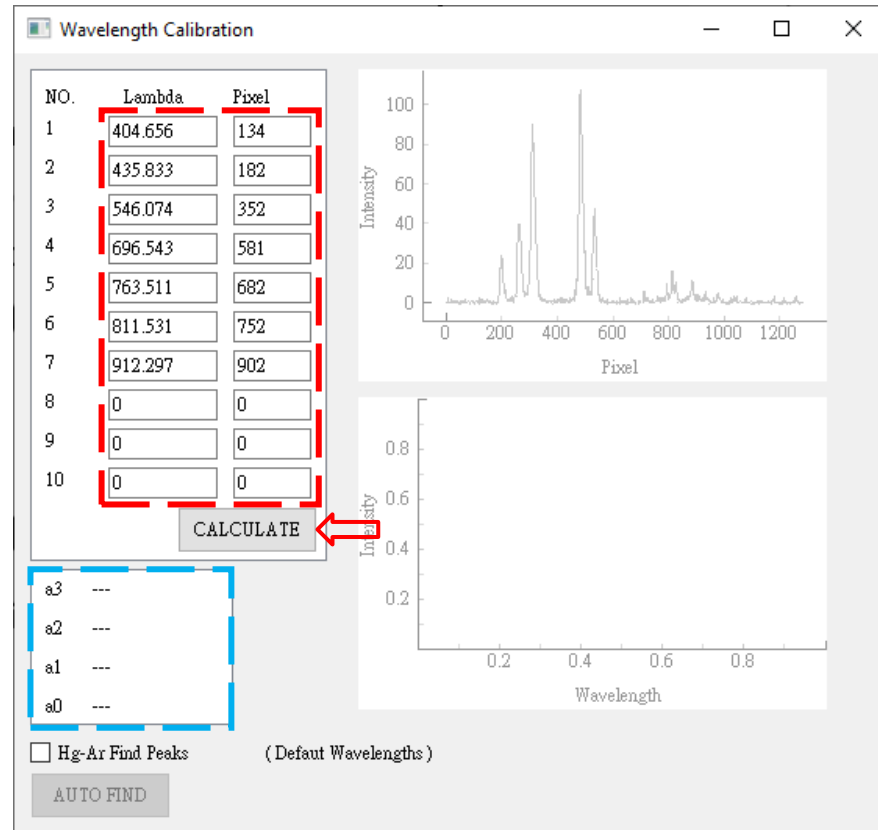 Wavelength Calibration
NO. Lambda Pixel
1 404.656 134
2 435.833 182
3 546.074 352
4 696.543 581
5 763.511 682
6 811.531 752
7 912.297 902
8 0 0
9 0 0
10 0 0
CALCULATE
a3 ---
a2 ---
a1 ---
a0 ---
Hg-Ar Find Peaks ( Defaut Wavelengths )
AUTO FIND
100
80
60
40
20
0
Intensity
0 200 400 600 800 1000 1200
Pixel
0.8
0.6
0.4
0.2
Intensity
0.2 0.4 0.6 0.8
Wavelength